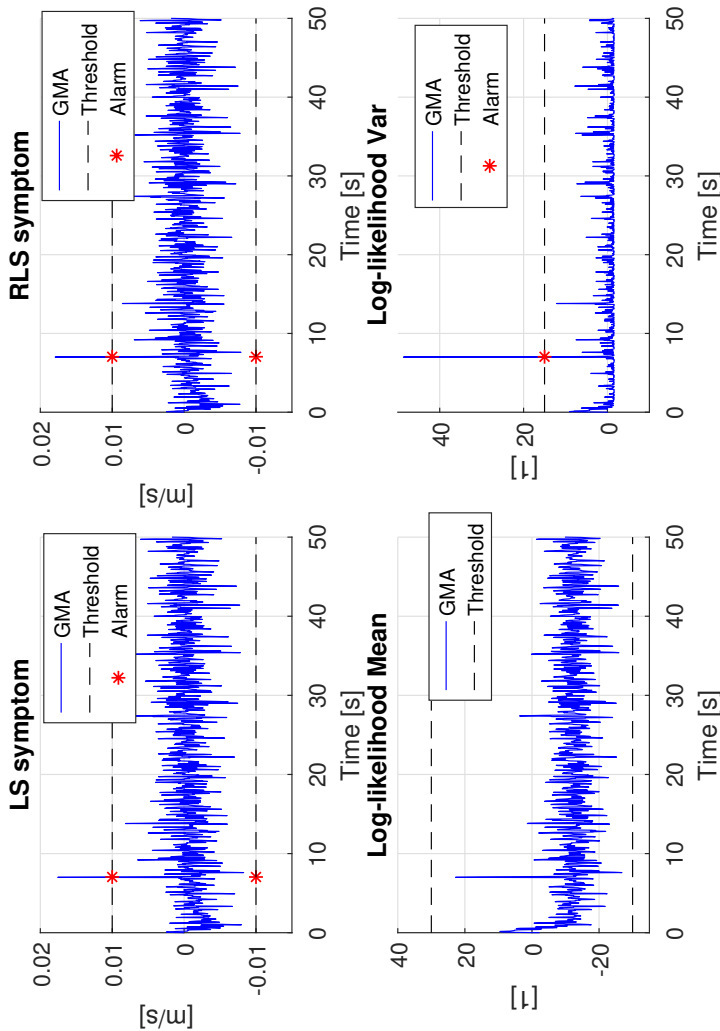 LS symptom
0.02
0.01
0
-0.01
[m/s]
0 10 20 30 40 50
Time [s]
GMA
Threshold
Alarm
RLS symptom
0.02
0.01
0
-0.01
[m/s]
0 10 20 30 40 50
Time [s]
GMA
Threshold
Alarm
Log-likelihood Mean
40
20
0
-20
[1]
0 10 20 30 40 50
Time [s]
GMA
Threshold
Log-likelihood Var
40
20
0
[1]
0 10 20 30 40 50
Time [s]
GMA
Threshold
Alarm